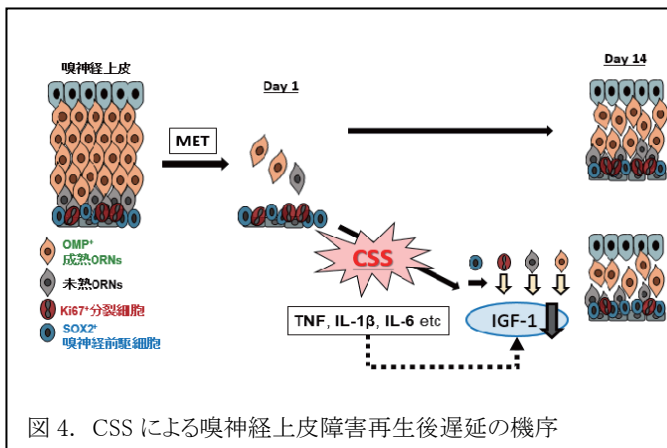 嗅神経上皮
Day 1
Day 14
MET
OMP⁺
成熟ORNs
未熟ORNs
Ki67⁺分裂細胞
SOX2⁺
嗅神経前駆細胞
CSS
TNF, IL-1β, IL-6 etc
IGF-1
図 4. CSS による嗅神経上皮障害再生後遅延の機序